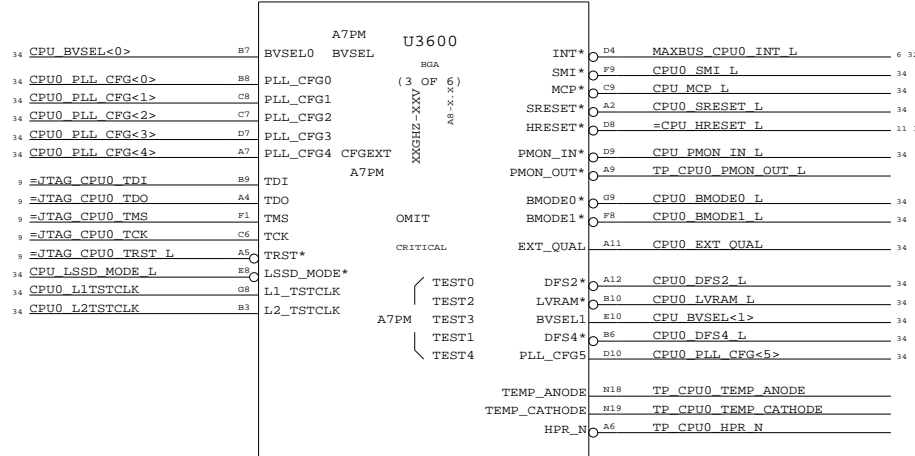 A7PM
U3600
34 CPU_BVSEL<0> B7 BVSEL0 BVSEL
BGA
INT* D4 MAXBUS_CPU0_INT_L 6 32
SMI* F9 CPU0_SMI_L 34
34 CPU0_PLL_CFG<0> B8 PLL_CFG0
(3 OF 6)
MCP* C9 CPU_MCP_L 34
34 CPU0_PLL_CFG<1> C8 PLL_CFG1
XXGHZ-XXV
A8-X.X
SRESET* A2 CPU0_SRESET_L 34
34 CPU0_PLL_CFG<2> C7 PLL_CFG2
HRESET* D8 =CPU_HRESET_L 11
34 CPU0_PLL_CFG<3> D7 PLL_CFG3
34 CPU0_PLL_CFG<4> A7 PLL_CFG4 CFGEXT
PMON_IN* D9 CPU_PMON_IN_L 34
A7PM
PMON_OUT* A9 TP_CPU0_PMON_OUT_L
9 =JTAG_CPU0_TDI B9 TDI
9 =JTAG_CPU0_TDO A4 TDO
BMODE0* G9 CPU0_BMODE0_L 34
9 =JTAG_CPU0_TMS F1 TMS
OMIT
BMODE1* F8 CPU0_BMODE1_L 34
9 =JTAG_CPU0_TCK C6 TCK
CRITICAL
EXT_QUAL A11 CPU0_EXT_QUAL 34
9 =JTAG_CPU0_TRST_L A5 TRST*
34 CPU_LSSD_MODE_L E8 LSSD_MODE*
TEST0
DFS2* A12 CPU0_DFS2_L 34
34 CPU0_L1TSTCLK G8 L1_TSTCLK
TEST2
LVRAM* B10 CPU0_LVRAM_L 34
34 CPU0_L2TSTCLK B3 L2_TSTCLK
A7PM TEST3
BVSEL1 E10 CPU_BVSEL<1> 34
TEST1
DFS4* B6 CPU0_DFS4_L 34
TEST4
PLL_CFG5 D10 CPU0_PLL_CFG<5> 34
TEMP_ANODE N18 TP_CPU0_TEMP_ANODE
TEMP_CATHODE N19 TP_CPU0_TEMP_CATHODE
HPR_N A6 TP_CPU0_HPR_N